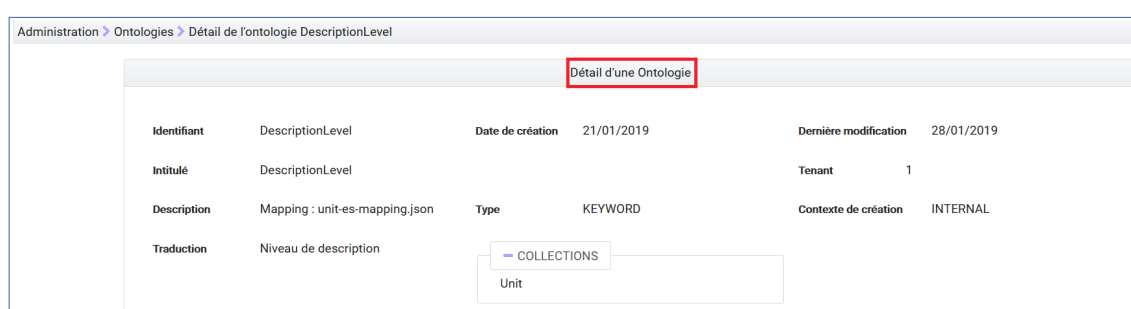 Administration > Ontologies > Détail de l'ontologie DescriptionLevel
Détail d'une Ontologie
Identifiant DescriptionLevel Date de création 21/01/2019 Dernière modification 28/01/2019
Intitulé DescriptionLevel Tenant 1
Description Mapping : unit-es-mapping.json Type KEYWORD Contexte de création INTERNAL
Traduction Niveau de description
COLLECTIONS
Unit